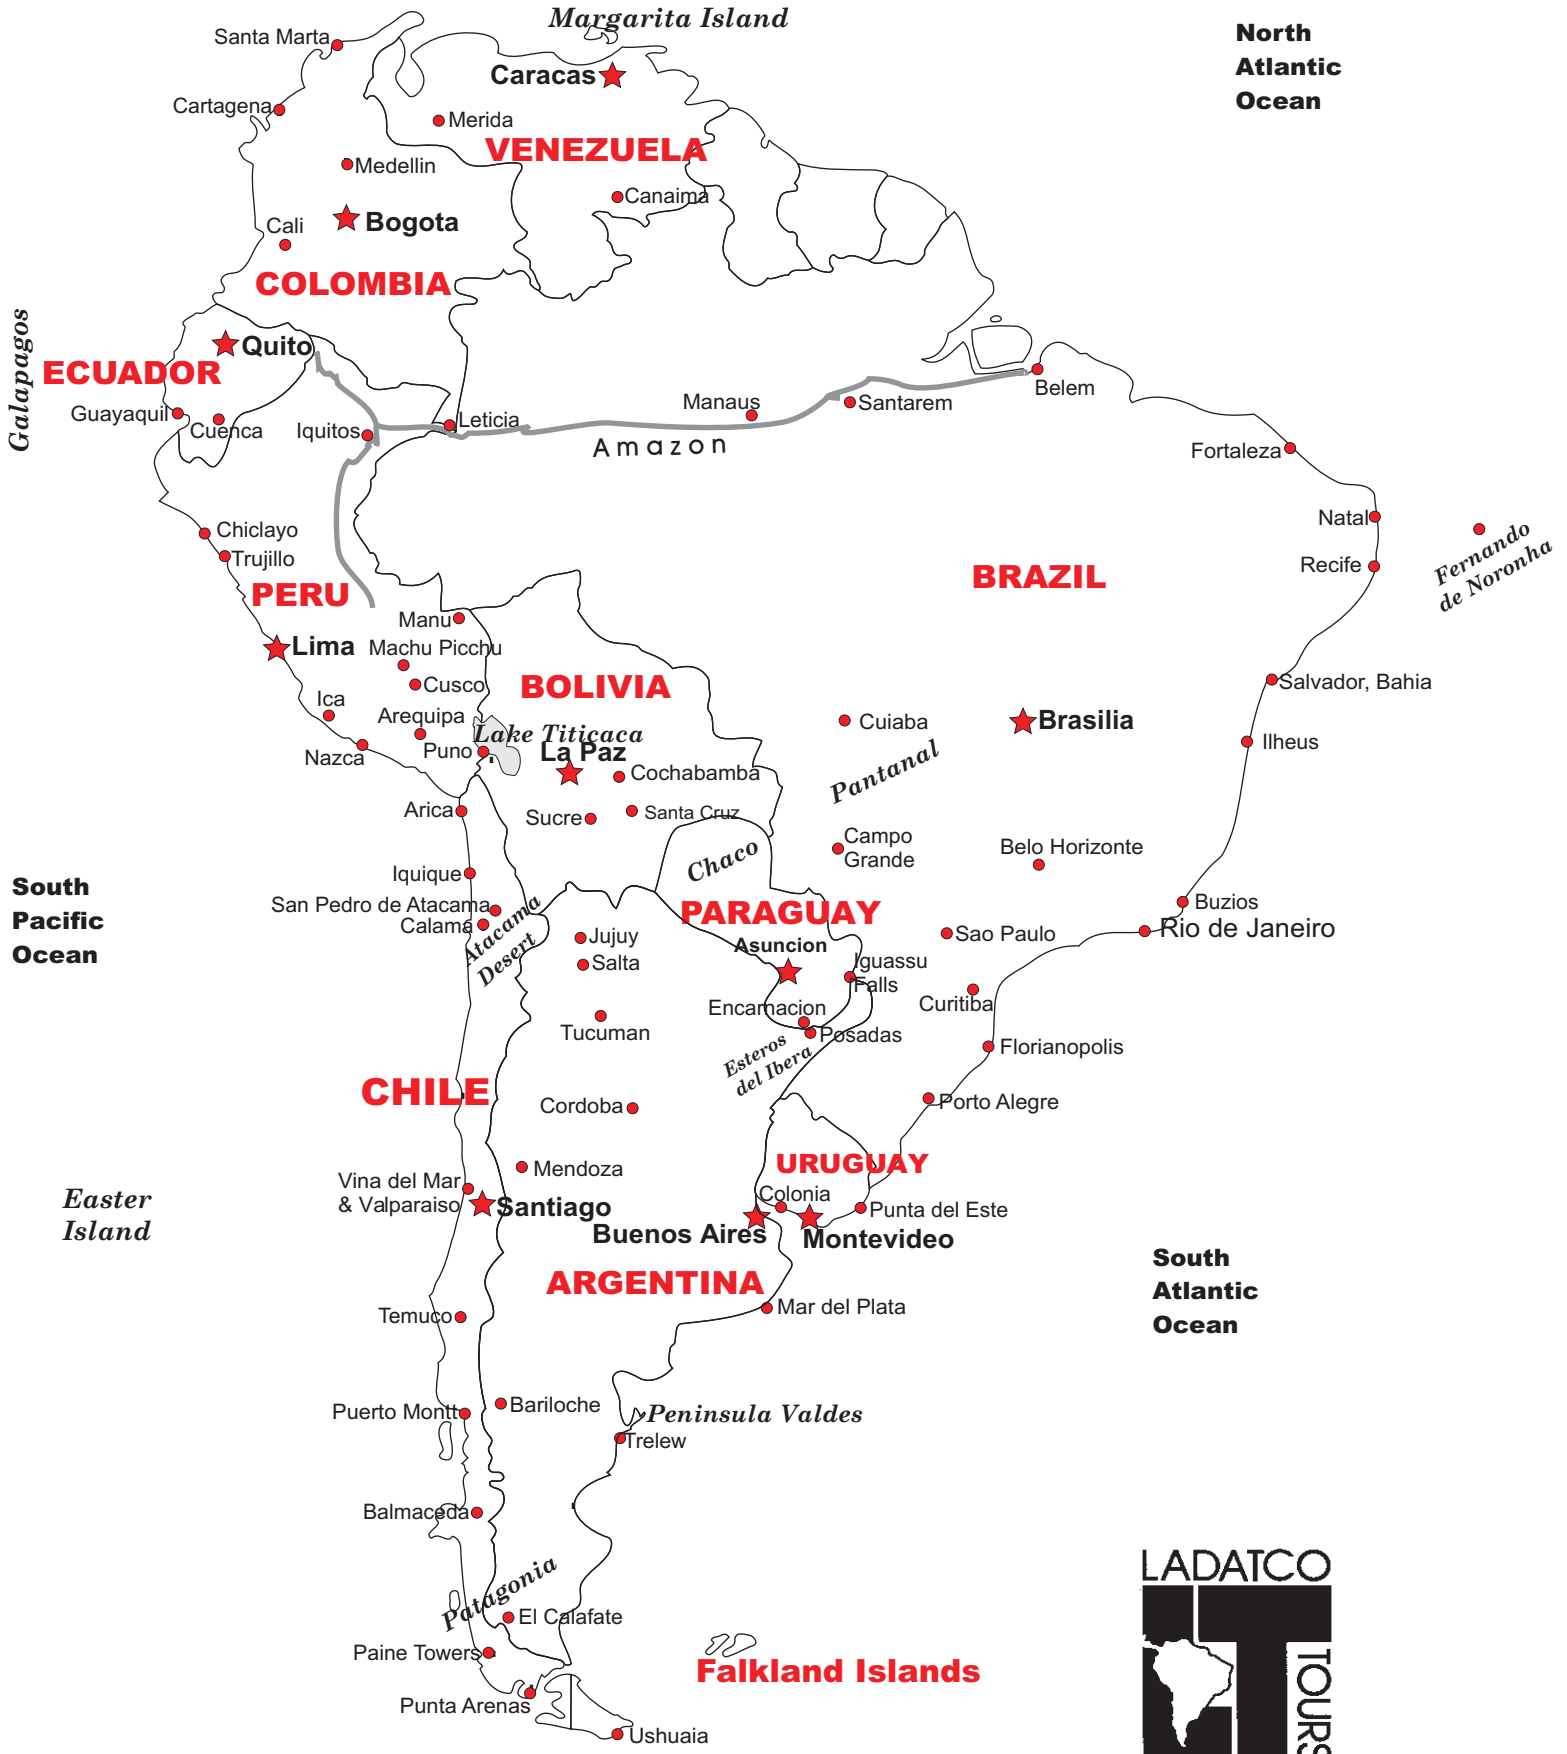 Margarita Island
North
Atlantic
Ocean
Santa Marta
Caracas
Cartagena
Merida
VENEZUELA
Medellin
Canaima
Bogota
Cali
COLOMBIA
Galapagos
Quito
ECUADOR
Guayaquil
Cuenca
Iquitos
Leticia
Manaus
Santarem
Belem
Amazon
Fortaleza
Natal
Recife
Fernando
de Noronha
Chiclayo
Trujillo
PERU
BRAZIL
Manu
Lima
Machu Picchu
Cusco
BOLIVIA
Salvador, Bahia
Ica
Arequipa
Lake Titicaca
Puno
La Paz
Nazca
Cuiaba
Brasilia
Ilheus
Pantanal
Cochabamba
Arica
Sucre
Santa Cruz
Chaco
Campo
Grande
Belo Horizonte
South
Pacific
Ocean
Iquique
San Pedro de Atacama
Calama
Atacama
Desert
PARAGUAY
Asuncion
Buzios
Rio de Janeiro
Sao Paulo
Jujuy
Salta
Iguassu
Falls
Curitiba
Encarnacion
Posadas
Tucuman
Esteros
del Ibera
Florianopolis
CHILE
Cordoba
Porto Alegre
Mendoza
URUGUAY
Vina del Mar
& Valparaiso
Santiago
Colonia
Punta del Este
Easter
Island
Buenos Aires
Montevideo
South
Atlantic
Ocean
ARGENTINA
Temuco
Mar del Plata
Bariloche
Puerto Montt
Peninsula Valdes
Trelew
Balmaceda
Patagonia
El Calafate
Paine Towers
Falkland Islands
Punta Arenas
Ushuaia
LADATCO
TOURS